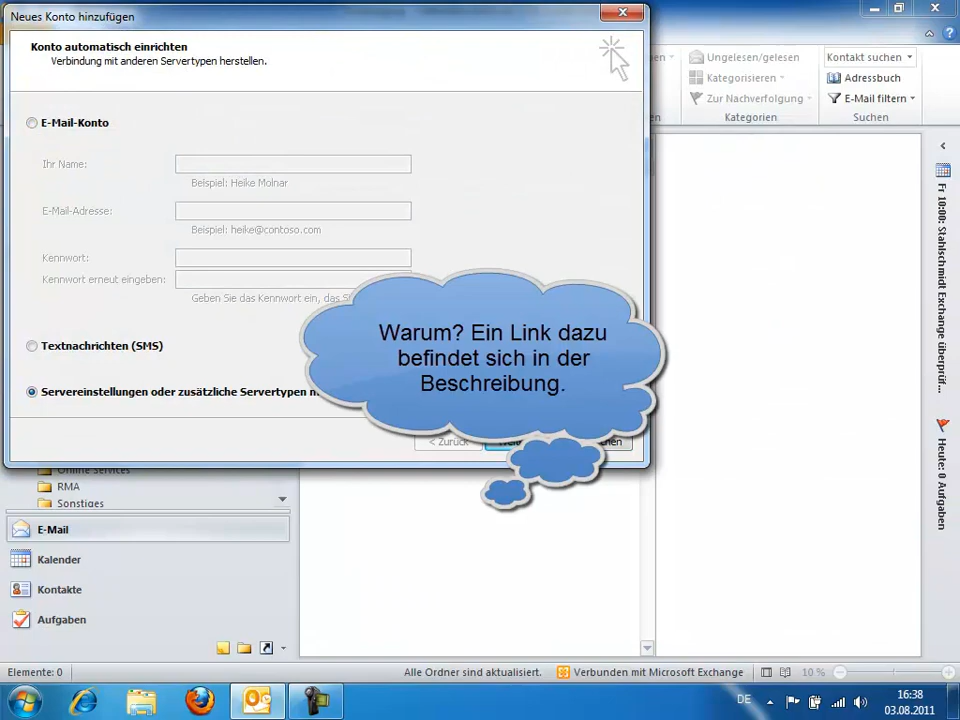 Neues Konto hinzufügen
Konto automatisch einrichten
Verbindung mit anderen Servertypen herstellen.
E-Mail-Konto
Ihr Name:
Beispiel: Heike Molnar
E-Mail-Adresse:
Beispiel: heike@contoso.com
Kennwort:
Kennwort erneut eingeben:
Geben Sie das Kennwort ein, das
Textnachrichten (SMS)
Servereinstellungen oder zusätzliche Servertypen
< Zurück
Warum? Ein Link dazu
befindet sich in der
Beschreibung.
Ungelesen/gelesen
Kategorisieren
Zur Nachverfolgung
Kategorien
Kontakt suchen
Adressbuch
E-Mail filtern
Suchen
Fr 10:00: Stahlschmidt Exchange überprüf...
Heute: 0 Aufgaben
Online Services
RMA
Sonstiges
E-Mail
Kalender
Kontakte
Aufgaben
Elemente: 0
Alle Ordner sind aktualisiert.
Verbunden mit Microsoft Exchange
10 %
DE
16:38
03.08.2011